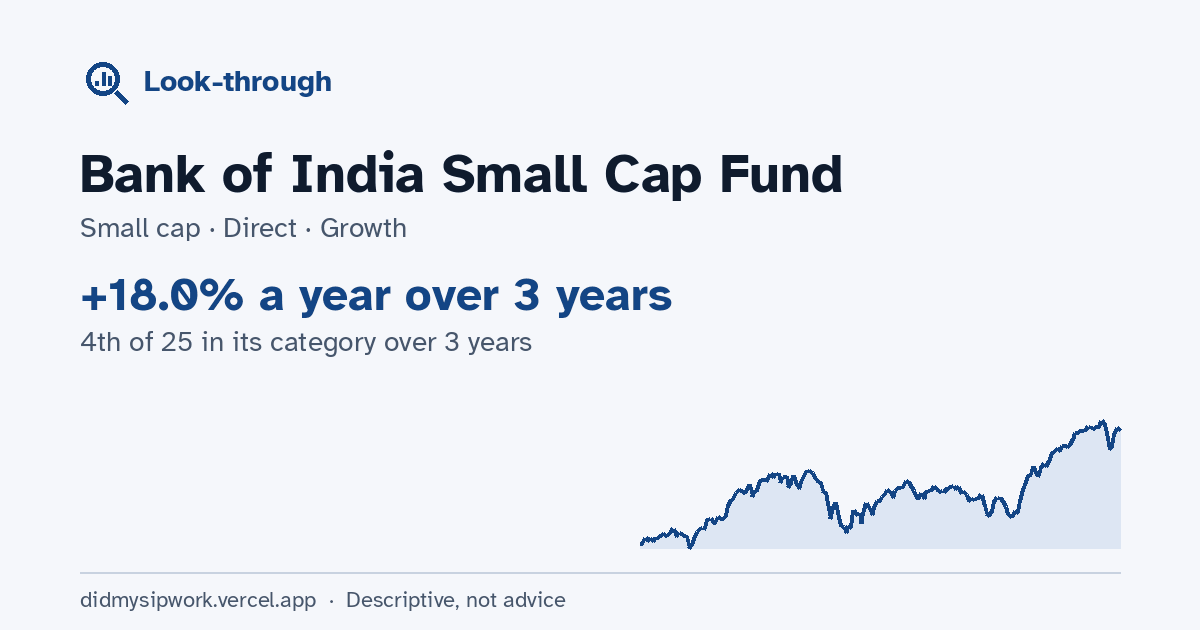 Look-through
Bank of India Small Cap Fund
Small cap · Direct · Growth
+18.0% a year over 3 years
4th of 25 in its category over 3 years
didmysipwork.vercel.app · Descriptive, not advice